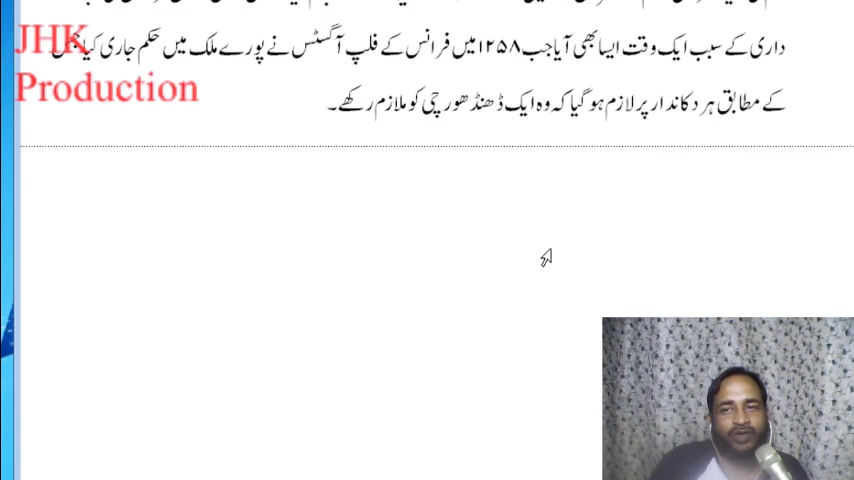 داری کے سبب ایک وقت ایسا بھی آیا جب ۱۲۵۸ میں فرانس کے فلپ آگسٹس نے پورے ملک میں حکم جاری کیا جس
کے مطابق ہر دکاندار پر لازم ہو گیا کہ وہ ایک ڈھنڈھورچی کو ملازم رکھے۔
JHK
Production